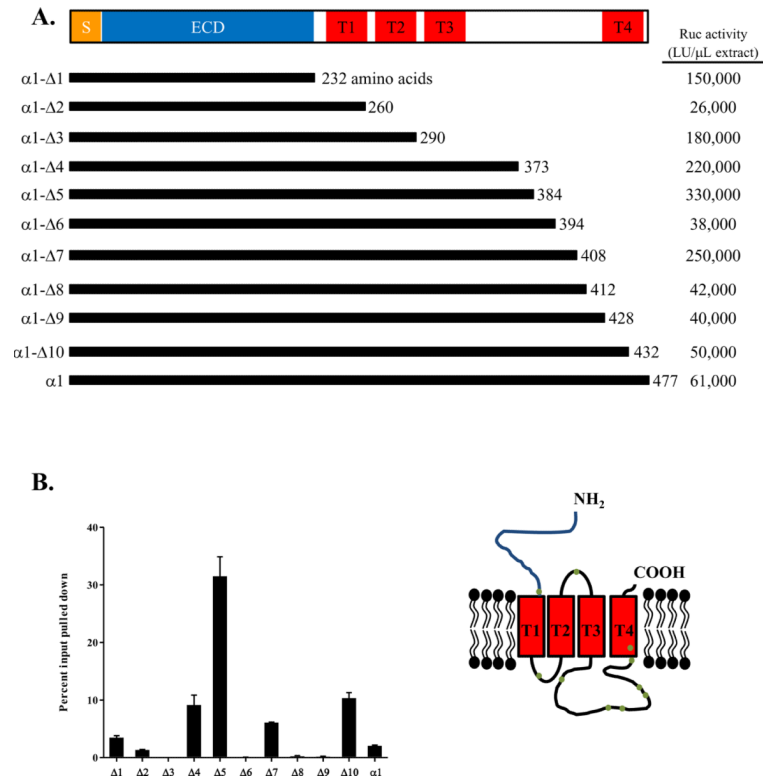 A.
S ECD T1 T2 T3 T4
Ruc activity
(LU/μL extract)
α1-Δ1 232 amino acids 150,000
α1-Δ2 260 26,000
α1-Δ3 290 180,000
α1-Δ4 373 220,000
α1-Δ5 384 330,000
α1-Δ6 394 38,000
α1-Δ7 408 250,000
α1-Δ8 412 42,000
α1-Δ9 428 40,000
α1-Δ10 432 50,000
α1 477 61,000
B.
Percent input pulled down
40
30
20
10
0
Δ1 Δ2 Δ3 Δ4 Δ5 Δ6 Δ7 Δ8 Δ9 Δ10 α1
NH2
COOH
T1 T2 T3 T4